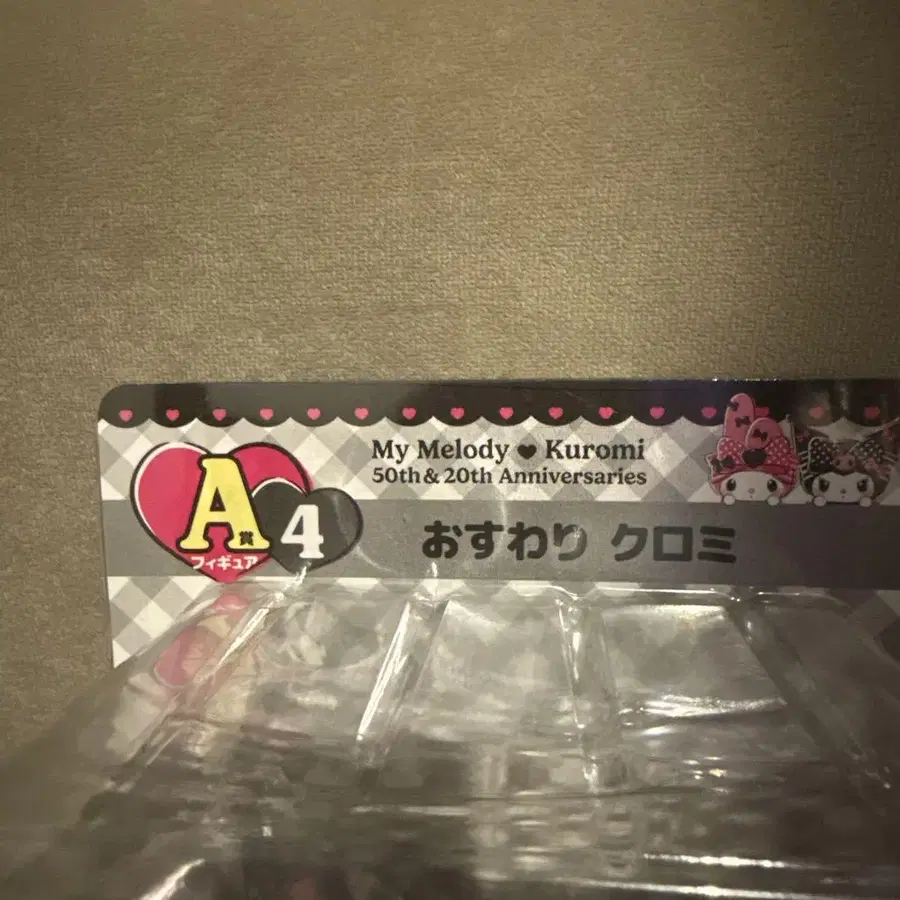 A賞
フィギュア
4
My Melody ♥ Kuromi
50th & 20th Anniversaries
おすわり クロミ